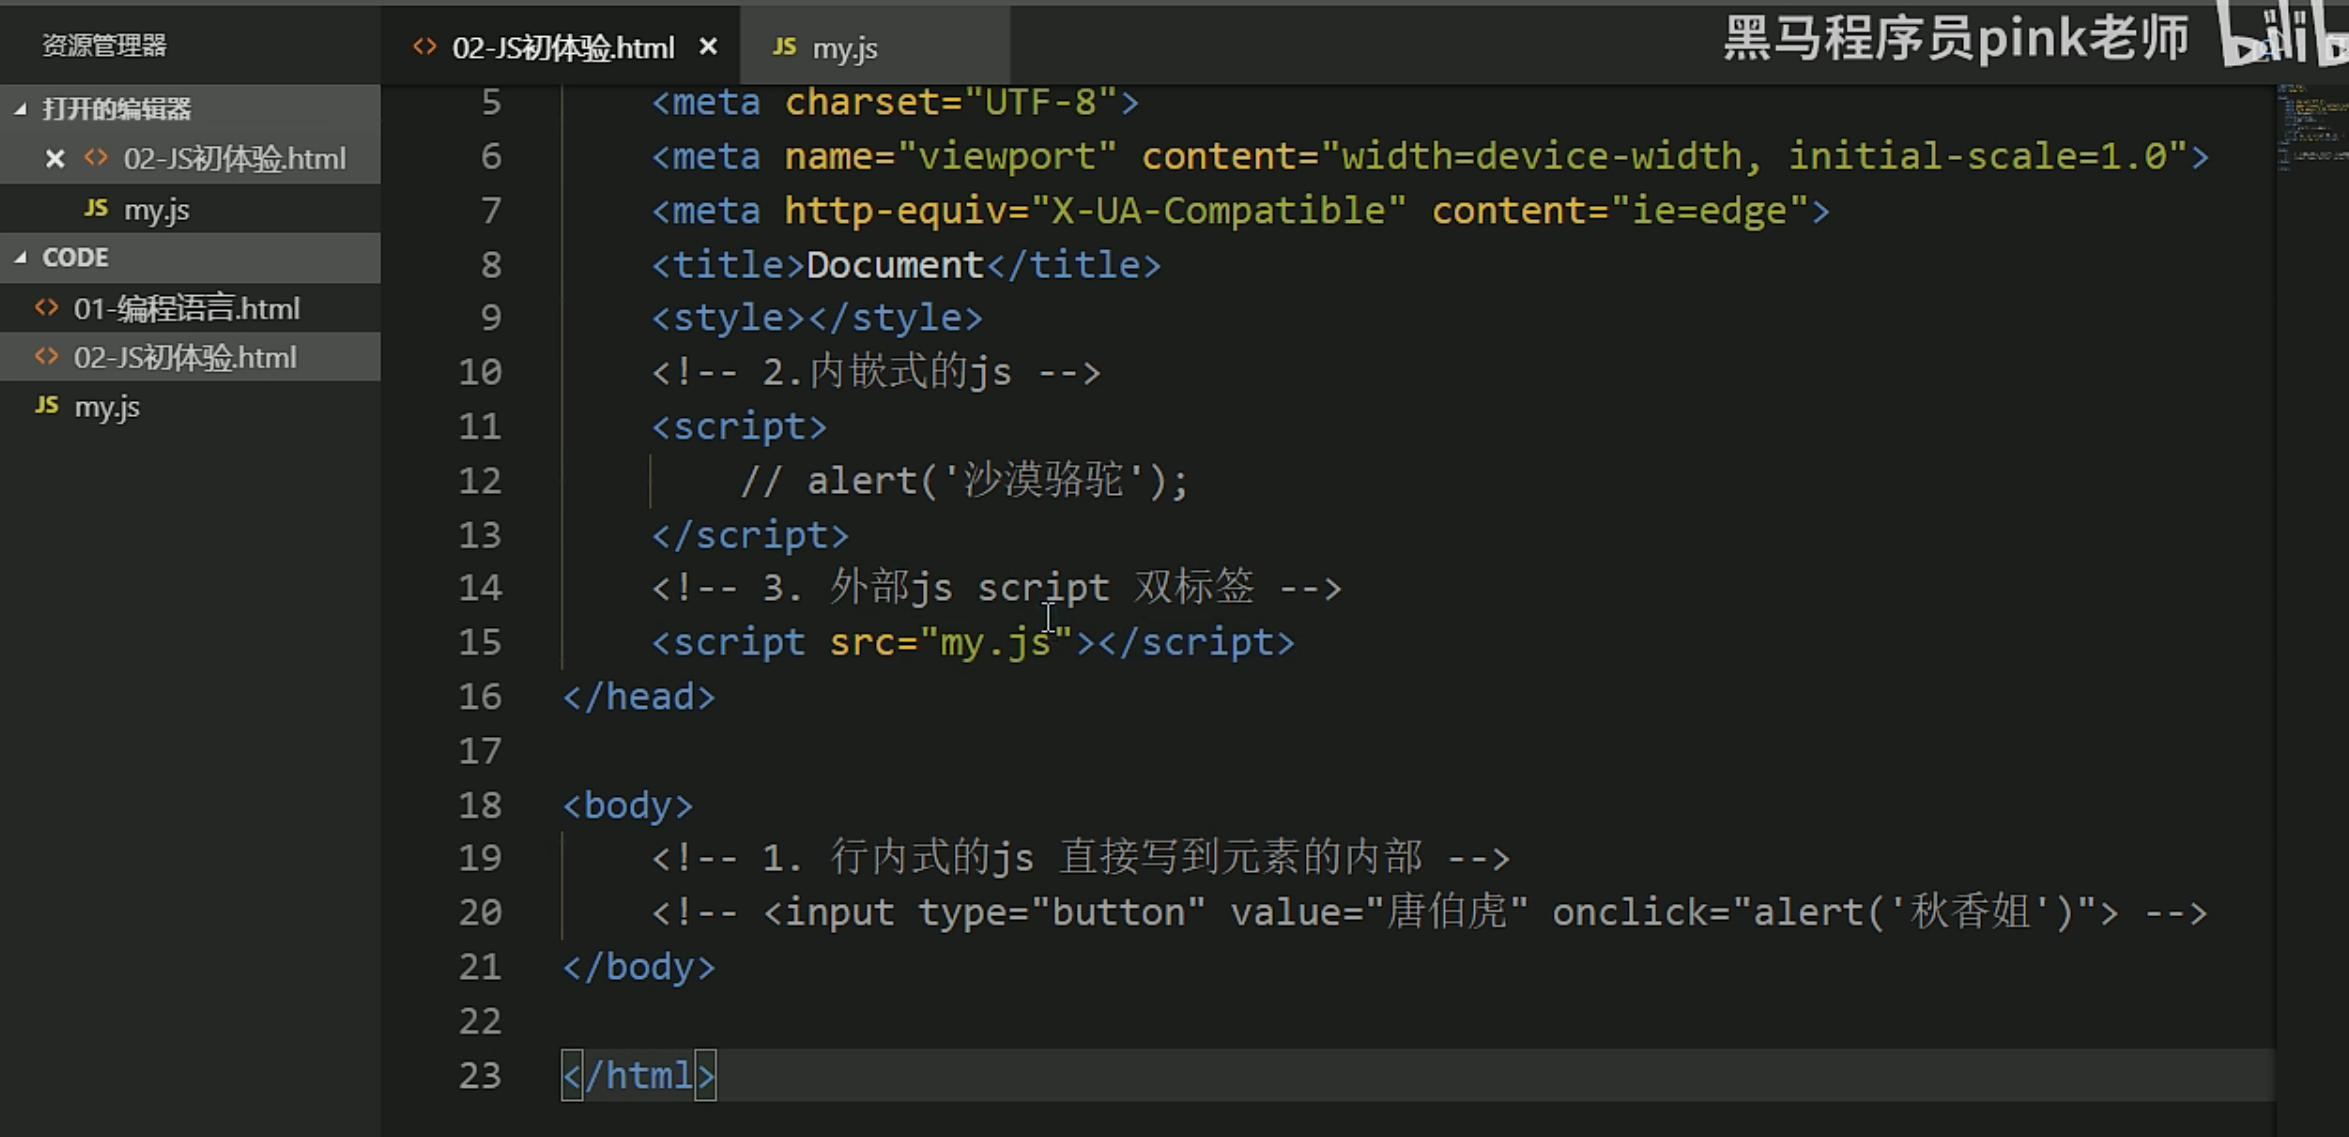 资源管理器
打开的编辑器
02-JS初体验.html
JS my.js
CODE
01-编程语言.html
02-JS初体验.html
JS my.js
02-JS初体验.html
JS my.js
黑马程序员pink老师
5 <meta charset="UTF-8">
6 <meta name="viewport" content="width=device-width, initial-scale=1.0">
7 <meta http-equiv="X-UA-Compatible" content="ie=edge">
8 <title>Document</title>
9 <style></style>
10 <!-- 2.内嵌式的js -->
11 <script>
12 // alert('沙漠骆驼');
13 </script>
14 <!-- 3. 外部js script 双标签 -->
15 <script src="my.js"></script>
16 </head>
17
18 <body>
19 <!-- 1. 行内式的js 直接写到元素的内部 -->
20 <!-- <input type="button" value="唐伯虎" onclick="alert('秋香姐')"> -->
21 </body>
22
23 </html>